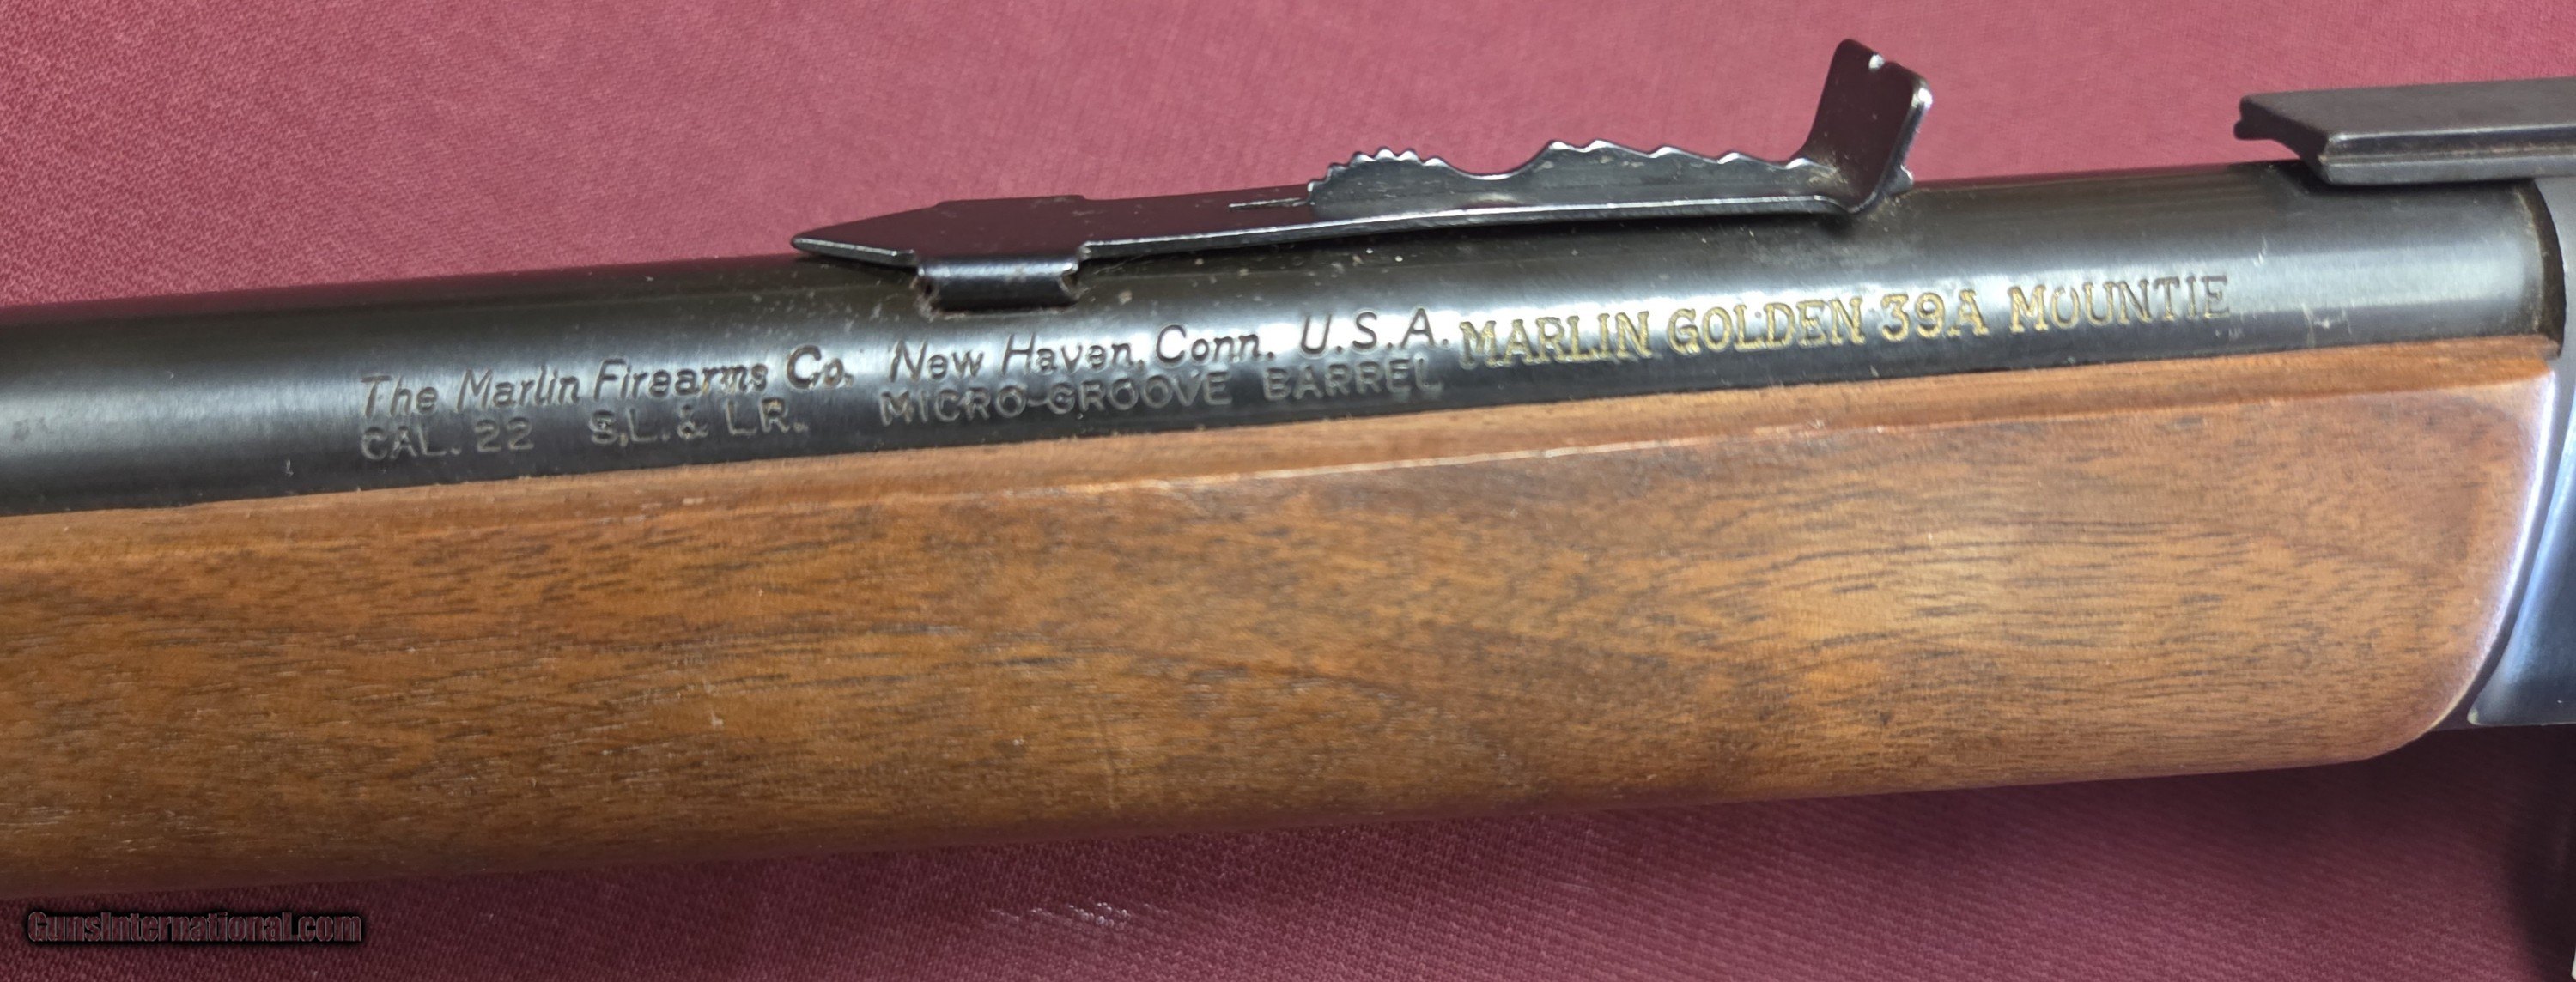 The Marlin Firearms Co. New Haven, Conn. U.S.A.
CAL. 22 S,L. & L.R. MICRO-GROOVE BARREL
MARLIN GOLDEN 39A MOUNTIE
GunsInternational.com